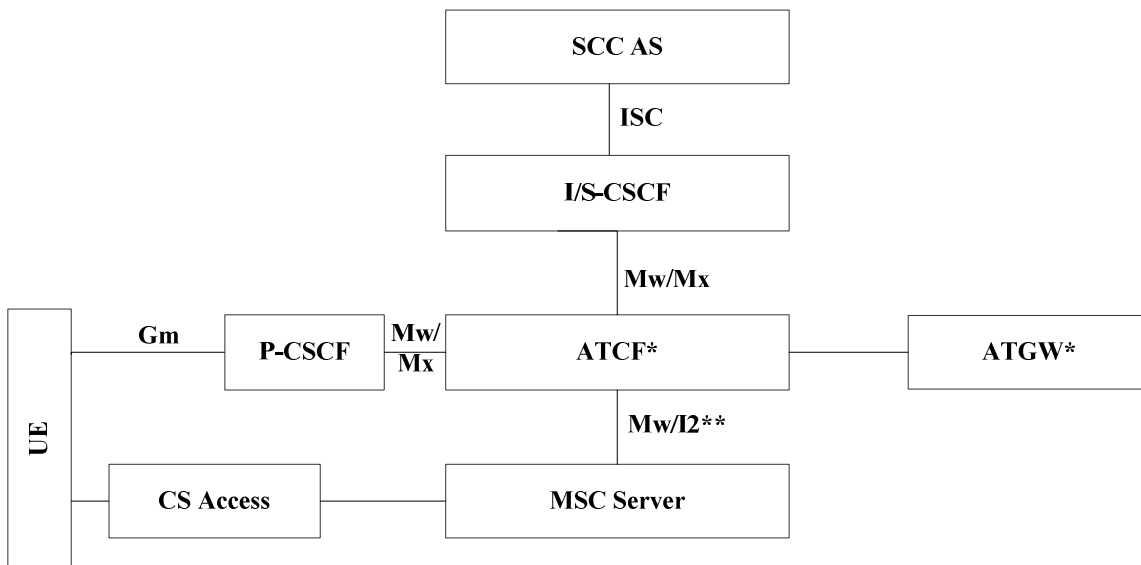 SCC AS
ISC
I/S-CSCF
Mw/Mx
Gm
P-CSCF
Mw/
Mx
ATCF*
ATGW*
Mw/I2**
UE
CS Access
MSC Server